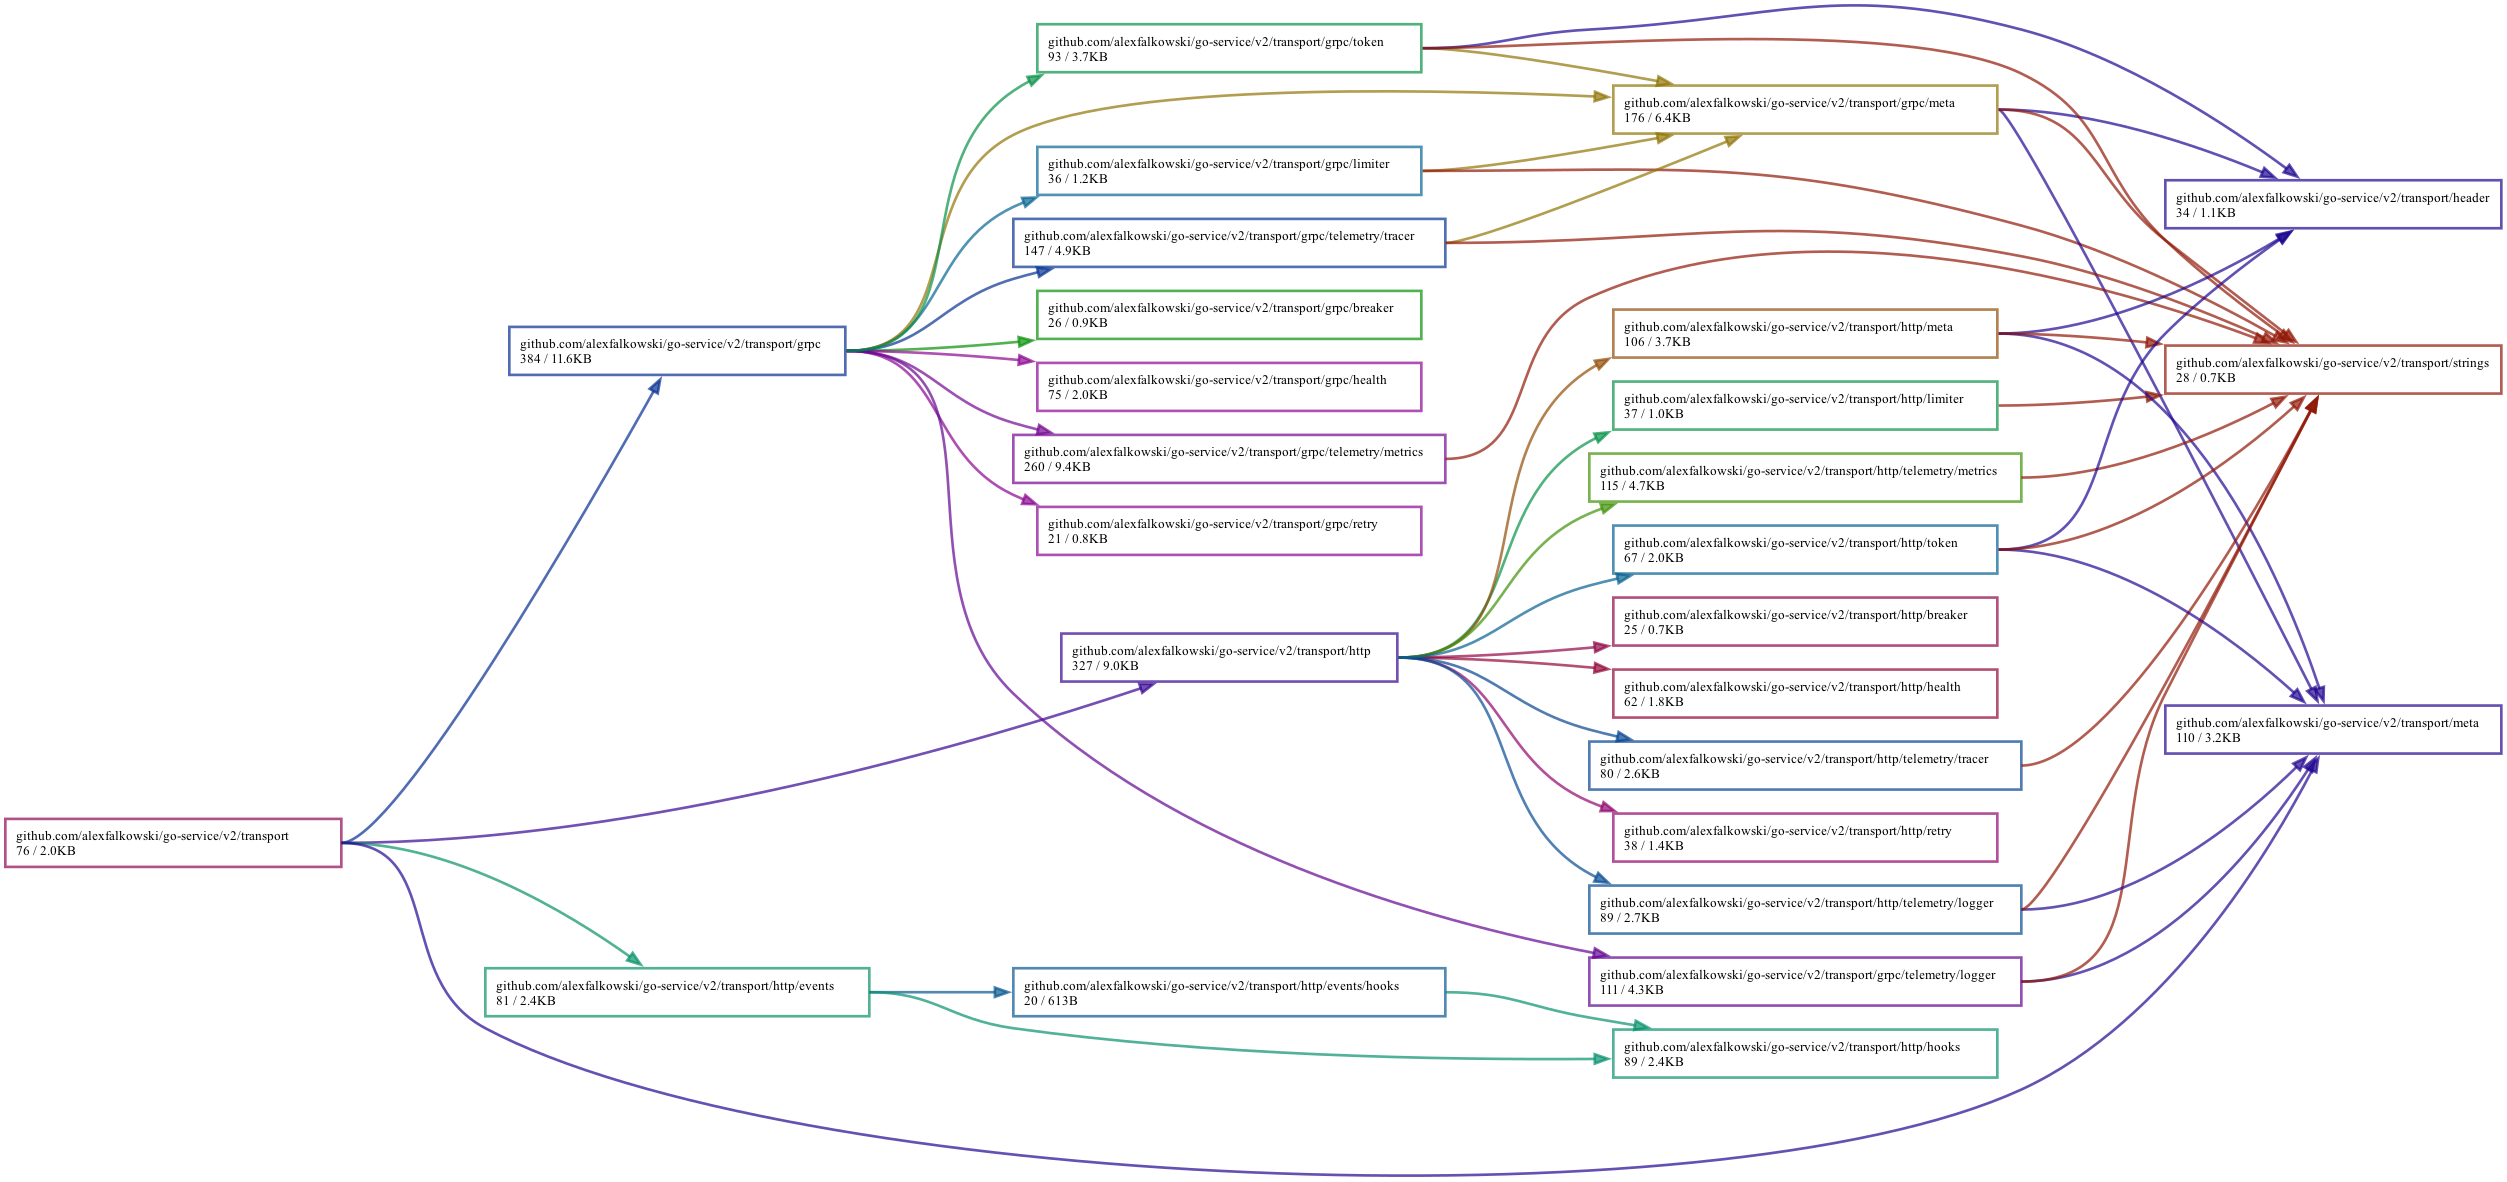 github.com/alexfalkowski/go-service/v2/transport/grpc/token
93 / 3.7KB
github.com/alexfalkowski/go-service/v2/transport/grpc/meta
176 / 6.4KB
github.com/alexfalkowski/go-service/v2/transport/grpc/limiter
36 / 1.2KB
github.com/alexfalkowski/go-service/v2/transport/header
34 / 1.1KB
github.com/alexfalkowski/go-service/v2/transport/grpc/telemetry/tracer
147 / 4.9KB
github.com/alexfalkowski/go-service/v2/transport/grpc/breaker
26 / 0.9KB
github.com/alexfalkowski/go-service/v2/transport/http/meta
106 / 3.7KB
github.com/alexfalkowski/go-service/v2/transport/grpc
384 / 11.6KB
github.com/alexfalkowski/go-service/v2/transport/strings
28 / 0.7KB
github.com/alexfalkowski/go-service/v2/transport/grpc/health
75 / 2.0KB
github.com/alexfalkowski/go-service/v2/transport/http/limiter
37 / 1.0KB
github.com/alexfalkowski/go-service/v2/transport/grpc/telemetry/metrics
260 / 9.4KB
github.com/alexfalkowski/go-service/v2/transport/http/telemetry/metrics
115 / 4.7KB
github.com/alexfalkowski/go-service/v2/transport/grpc/retry
21 / 0.8KB
github.com/alexfalkowski/go-service/v2/transport/http/token
67 / 2.0KB
github.com/alexfalkowski/go-service/v2/transport/http/breaker
25 / 0.7KB
github.com/alexfalkowski/go-service/v2/transport/http
327 / 9.0KB
github.com/alexfalkowski/go-service/v2/transport/http/health
62 / 1.8KB
github.com/alexfalkowski/go-service/v2/transport/meta
110 / 3.2KB
github.com/alexfalkowski/go-service/v2/transport/http/telemetry/tracer
80 / 2.6KB
github.com/alexfalkowski/go-service/v2/transport/http/retry
38 / 1.4KB
github.com/alexfalkowski/go-service/v2/transport
76 / 2.0KB
github.com/alexfalkowski/go-service/v2/transport/http/telemetry/logger
89 / 2.7KB
github.com/alexfalkowski/go-service/v2/transport/grpc/telemetry/logger
111 / 4.3KB
github.com/alexfalkowski/go-service/v2/transport/http/events
81 / 2.4KB
github.com/alexfalkowski/go-service/v2/transport/http/events/hooks
20 / 613B
github.com/alexfalkowski/go-service/v2/transport/http/hooks
89 / 2.4KB